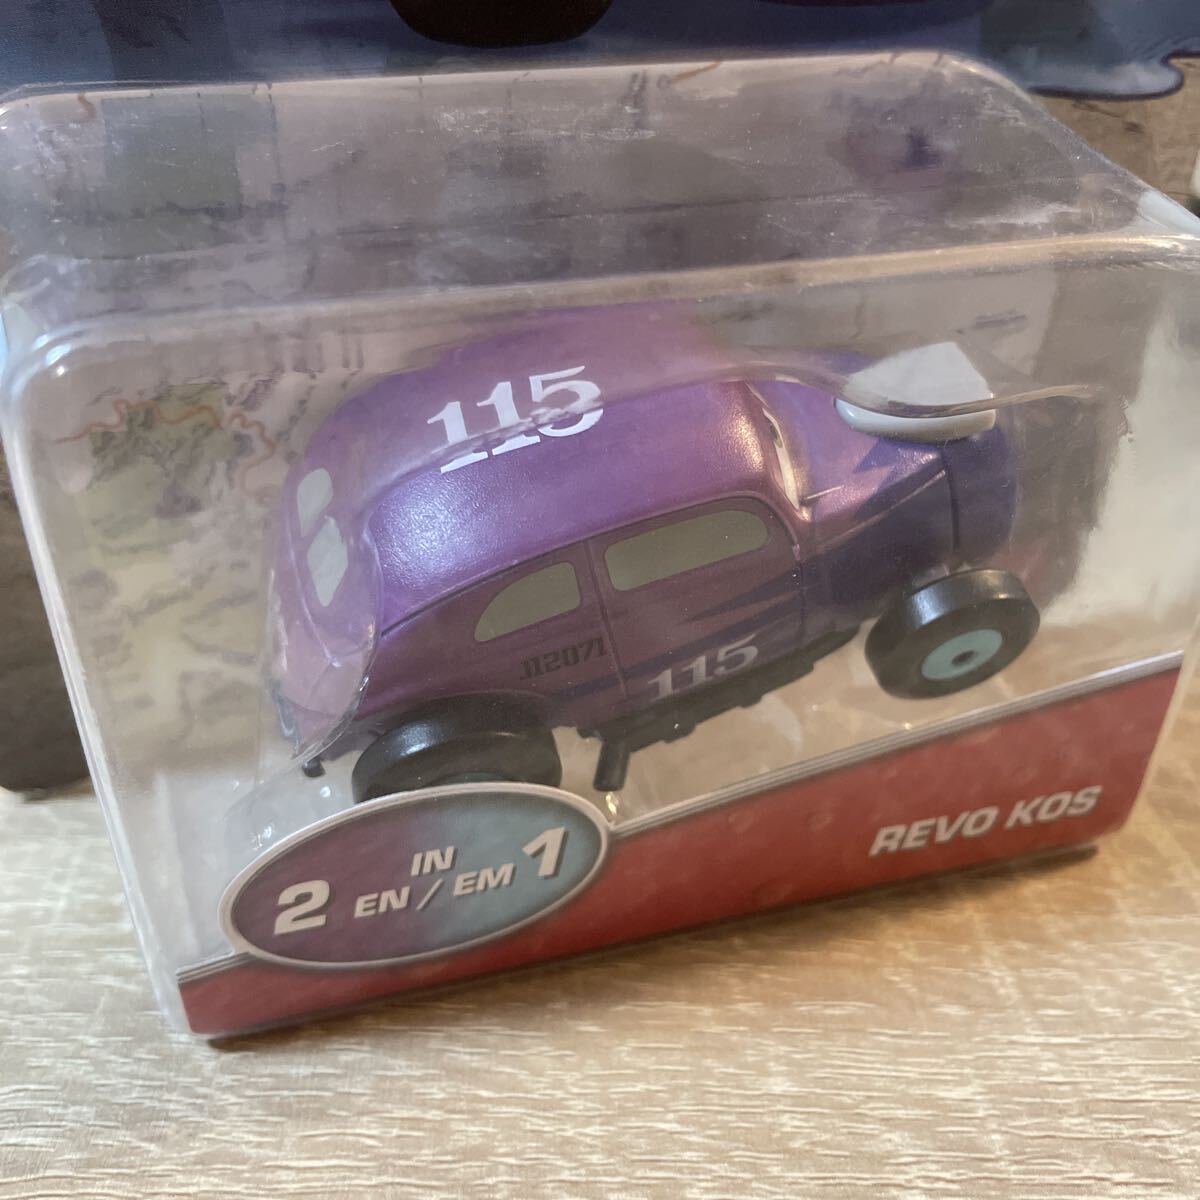 115
J12071
115
2 IN EN / EM 1
REVO KOS